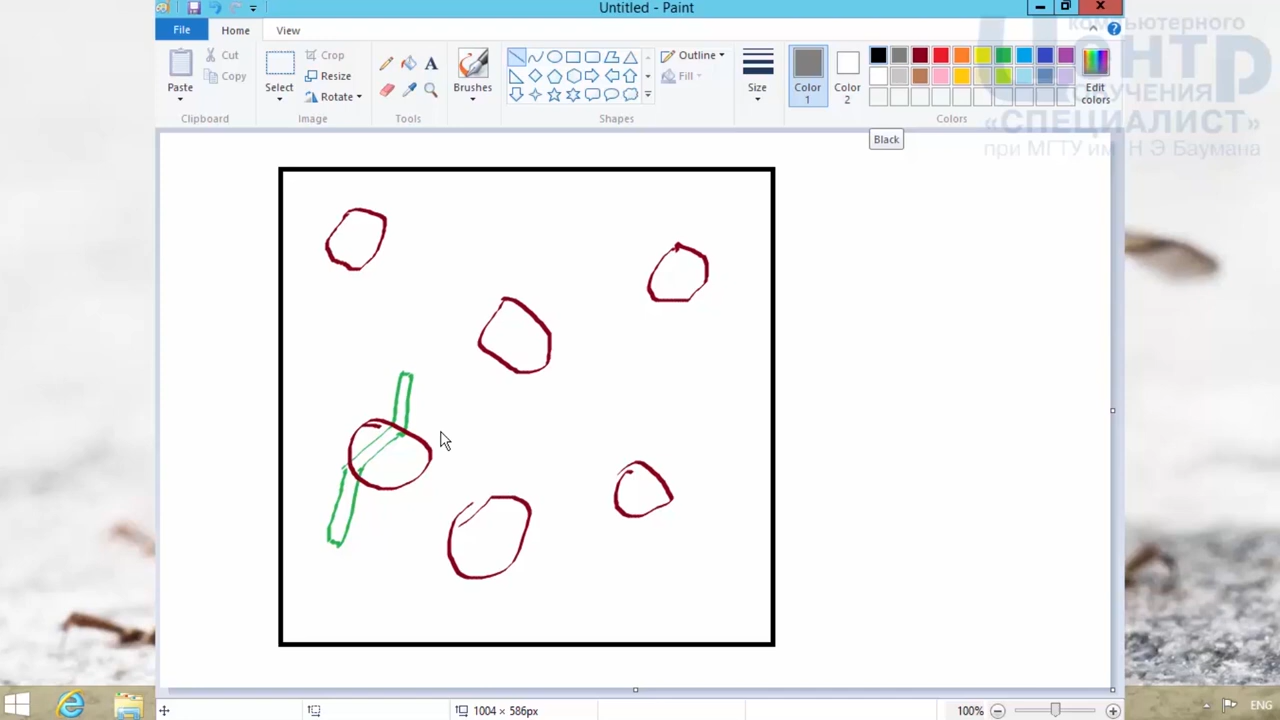 Untitled - Paint
File
Home
View
Paste
Cut
Copy
Clipboard
Select
Crop
Resize
Rotate
Image
Tools
Brushes
Outline
Fill
Shapes
Size
Color 1
Color 2
Edit colors
Colors
Black
компьютерного
Центр
обучения
«СПЕЦИАЛИСТ»
при МГТУ им. Н.Э.Баумана
1004 × 586px
100%
ENG